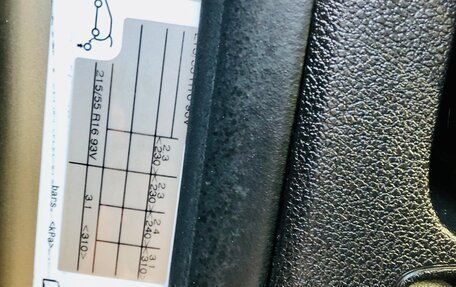 215/55 R16 93V
2.3 2.3 2.4 3.1
<230> <230> <240> <310>
3.1
<310>
bars. <kPa>